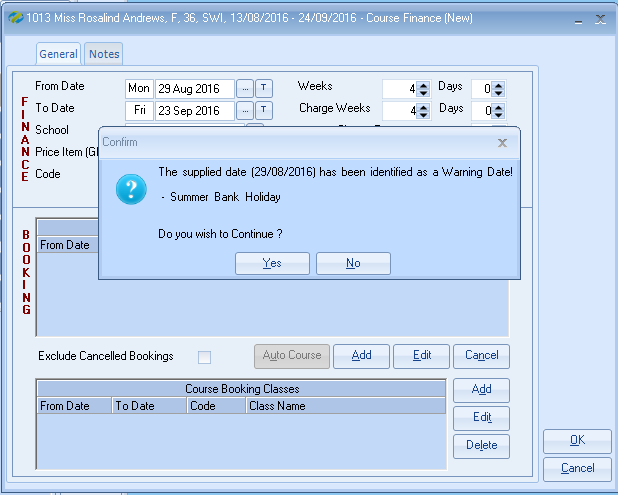 1013 Miss Rosalind Andrews, F, 36, SWI, 13/08/2016 - 24/09/2016 - Course Finance (New)
General Notes
FINANCE
From Date Mon 29 Aug 2016 ... T Weeks 4 Days 0
To Date Fri 23 Sep 2016 ... T Charge Weeks 4 Days 0
School
Price Item
Code
Confirm
The supplied date (29/08/2016) has been identified as a Warning Date!
- Summer Bank Holiday
Do you wish to Continue ?
Yes No
BOOKING
From Date
Exclude Cancelled Bookings Auto Course Add Edit Cancel
Course Booking Classes
From Date To Date Code Class Name
Add
Edit
Delete
OK
Cancel